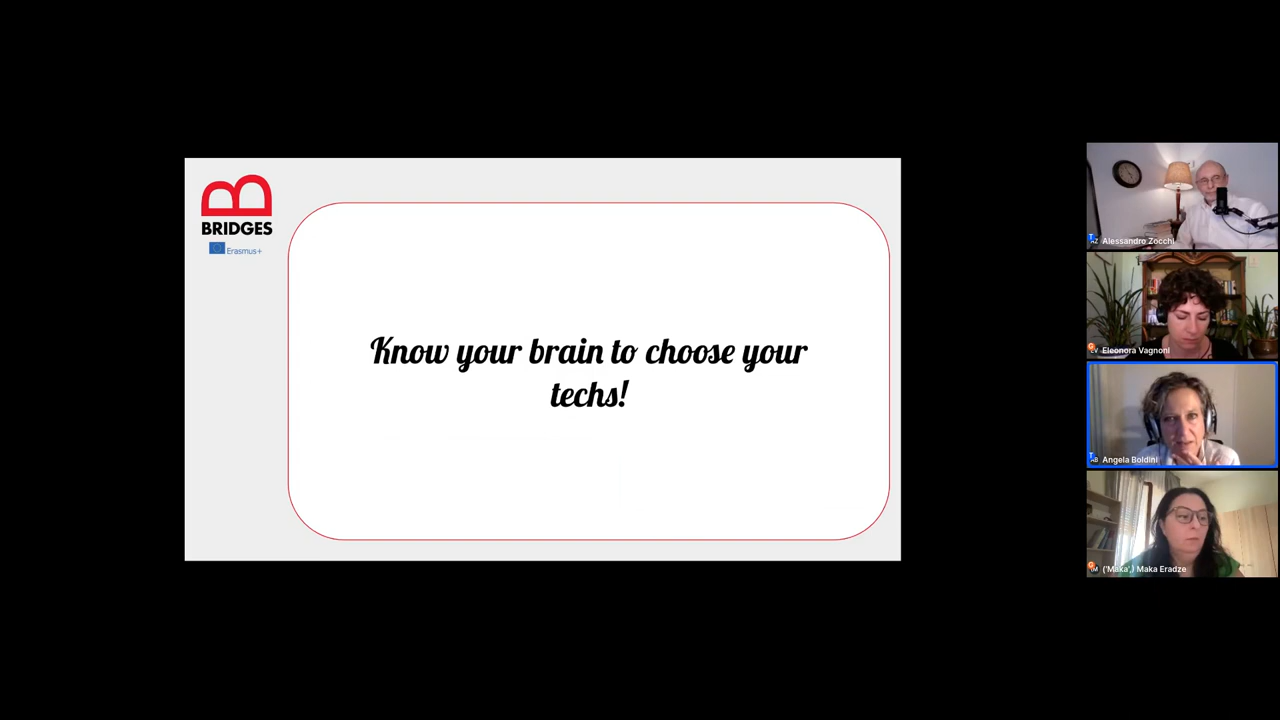 BRIDGES
Erasmus+
Know your brain to choose your
techs!
Alessandro Zocchi
Eleonora Vagnoni
Angela Boldini
('Maka',) Maka Eradze